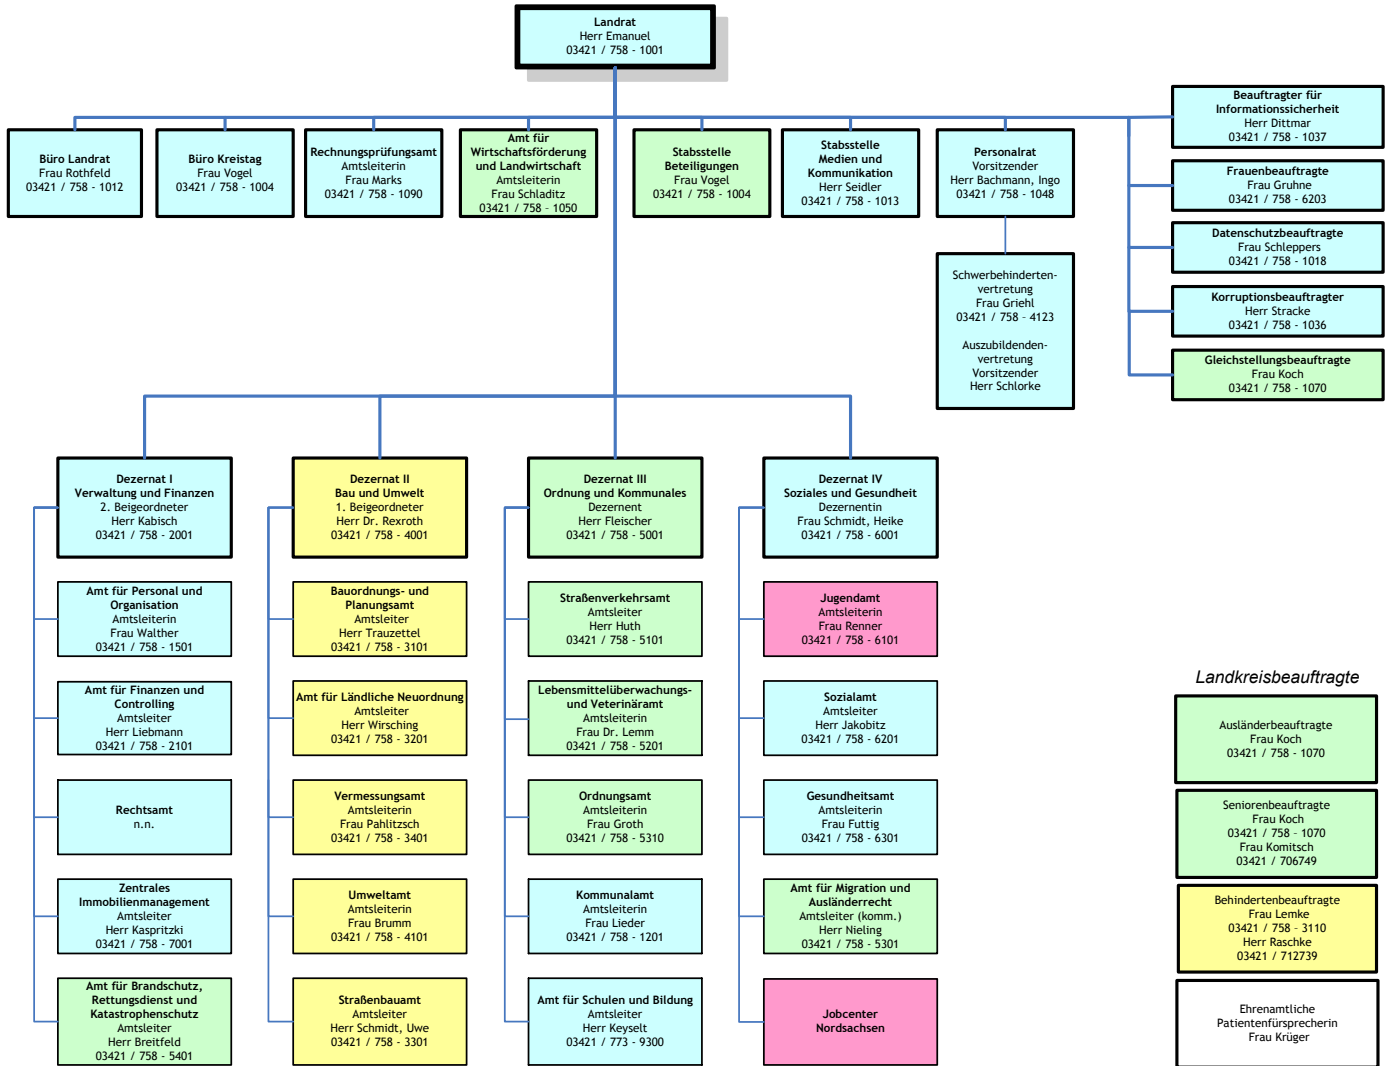 Landrat
Herr Emanuel
03421 / 758 - 1001
Büro Landrat
Frau Rothfeld
03421 / 758 - 1012
Büro Kreistag
Frau Vogel
03421 / 758 - 1004
Rechnungsprüfungsamt
Amtsleiterin
Frau Marks
03421 / 758 - 1090
Amt für
Wirtschaftsförderung
und Landwirtschaft
Amtsleiterin
Frau Schladitz
03421 / 758 - 1050
Stabsstelle
Beteiligungen
Frau Vogel
03421 / 758 - 1004
Stabsstelle
Medien und
Kommunikation
Herr Seidler
03421 / 758 - 1013
Personalrat
Vorsitzender
Herr Bachmann, Ingo
03421 / 758 - 1048
Schwerbehinderten-
vertretung
Frau Griehl
03421 / 758 - 4123
Auszubildenden-
vertretung
Vorsitzender
Herr Schlorke
Beauftragter für
Informationssicherheit
Herr Dittmar
03421 / 758 - 1037
Frauenbeauftragte
Frau Gruhne
03421 / 758 - 6203
Datenschutzbeauftragte
Frau Schleppers
03421 / 758 - 1018
Korruptionsbeauftragter
Herr Stracke
03421 / 758 - 1036
Gleichstellungsbeauftragte
Frau Koch
03421 / 758 - 1070
Dezernat I
Verwaltung und Finanzen
2. Beigeordneter
Herr Kabisch
03421 / 758 - 2001
Amt für Personal und
Organisation
Amtsleiterin
Frau Walther
03421 / 758 - 1501
Amt für Finanzen und
Controlling
Amtsleiter
Herr Liebmann
03421 / 758 - 2101
Rechtsamt
n.n.
Zentrales
Immobilienmanagement
Amtsleiter
Herr Kaspritzki
03421 / 758 - 7001
Amt für Brandschutz,
Rettungsdienst und
Katastrophenschutz
Amtsleiter
Herr Breitfeld
03421 / 758 - 5401
Dezernat II
Bau und Umwelt
1. Beigeordneter
Herr Dr. Rexroth
03421 / 758 - 4001
Bauordnungs- und
Planungsamt
Amtsleiter
Herr Trauzettel
03421 / 758 - 3101
Amt für Ländliche Neuordnung
Amtsleiter
Herr Wirsching
03421 / 758 - 3201
Vermessungsamt
Amtsleiterin
Frau Pahlitzsch
03421 / 758 - 3401
Umweltamt
Amtsleiterin
Frau Brumm
03421 / 758 - 4101
Straßenbauamt
Amtsleiter
Herr Schmidt, Uwe
03421 / 758 - 3301
Dezernat III
Ordnung und Kommunales
Dezernent
Herr Fleischer
03421 / 758 - 5001
Straßenverkehrsamt
Amtsleiter
Herr Huth
03421 / 758 - 5101
Lebensmittelüberwachungs-
und Veterinäramt
Amtsleiterin
Frau Dr. Lemm
03421 / 758 - 5201
Ordnungsamt
Amtsleiterin
Frau Groth
03421 / 758 - 5310
Kommunalamt
Amtsleiterin
Frau Lieder
03421 / 758 - 1201
Amt für Schulen und Bildung
Amtsleiter
Herr Keyselt
03421 / 773 - 9300
Dezernat IV
Soziales und Gesundheit
Dezernentin
Frau Schmidt, Heike
03421 / 758 - 6001
Jugendamt
Amtsleiterin
Frau Renner
03421 / 758 - 6101
Sozialamt
Amtsleiter
Herr Jakobitz
03421 / 758 - 6201
Gesundheitsamt
Amtsleiterin
Frau Futtig
03421 / 758 - 6301
Amt für Migration und
Ausländerrecht
Amtsleiter (komm.)
Herr Nieling
03421 / 758 - 5301
Jobcenter
Nordsachsen
Landkreisbeauftragte
Ausländerbeauftragte
Frau Koch
03421 / 758 - 1070
Seniorenbeauftragte
Frau Koch
03421 / 758 - 1070
Frau Komitsch
03421 / 706749
Behindertenbeauftragte
Frau Lemke
03421 / 758 - 3110
Herr Raschke
03421 / 712739
Ehrenamtliche
Patientenfürsprecherin
Frau Krüger